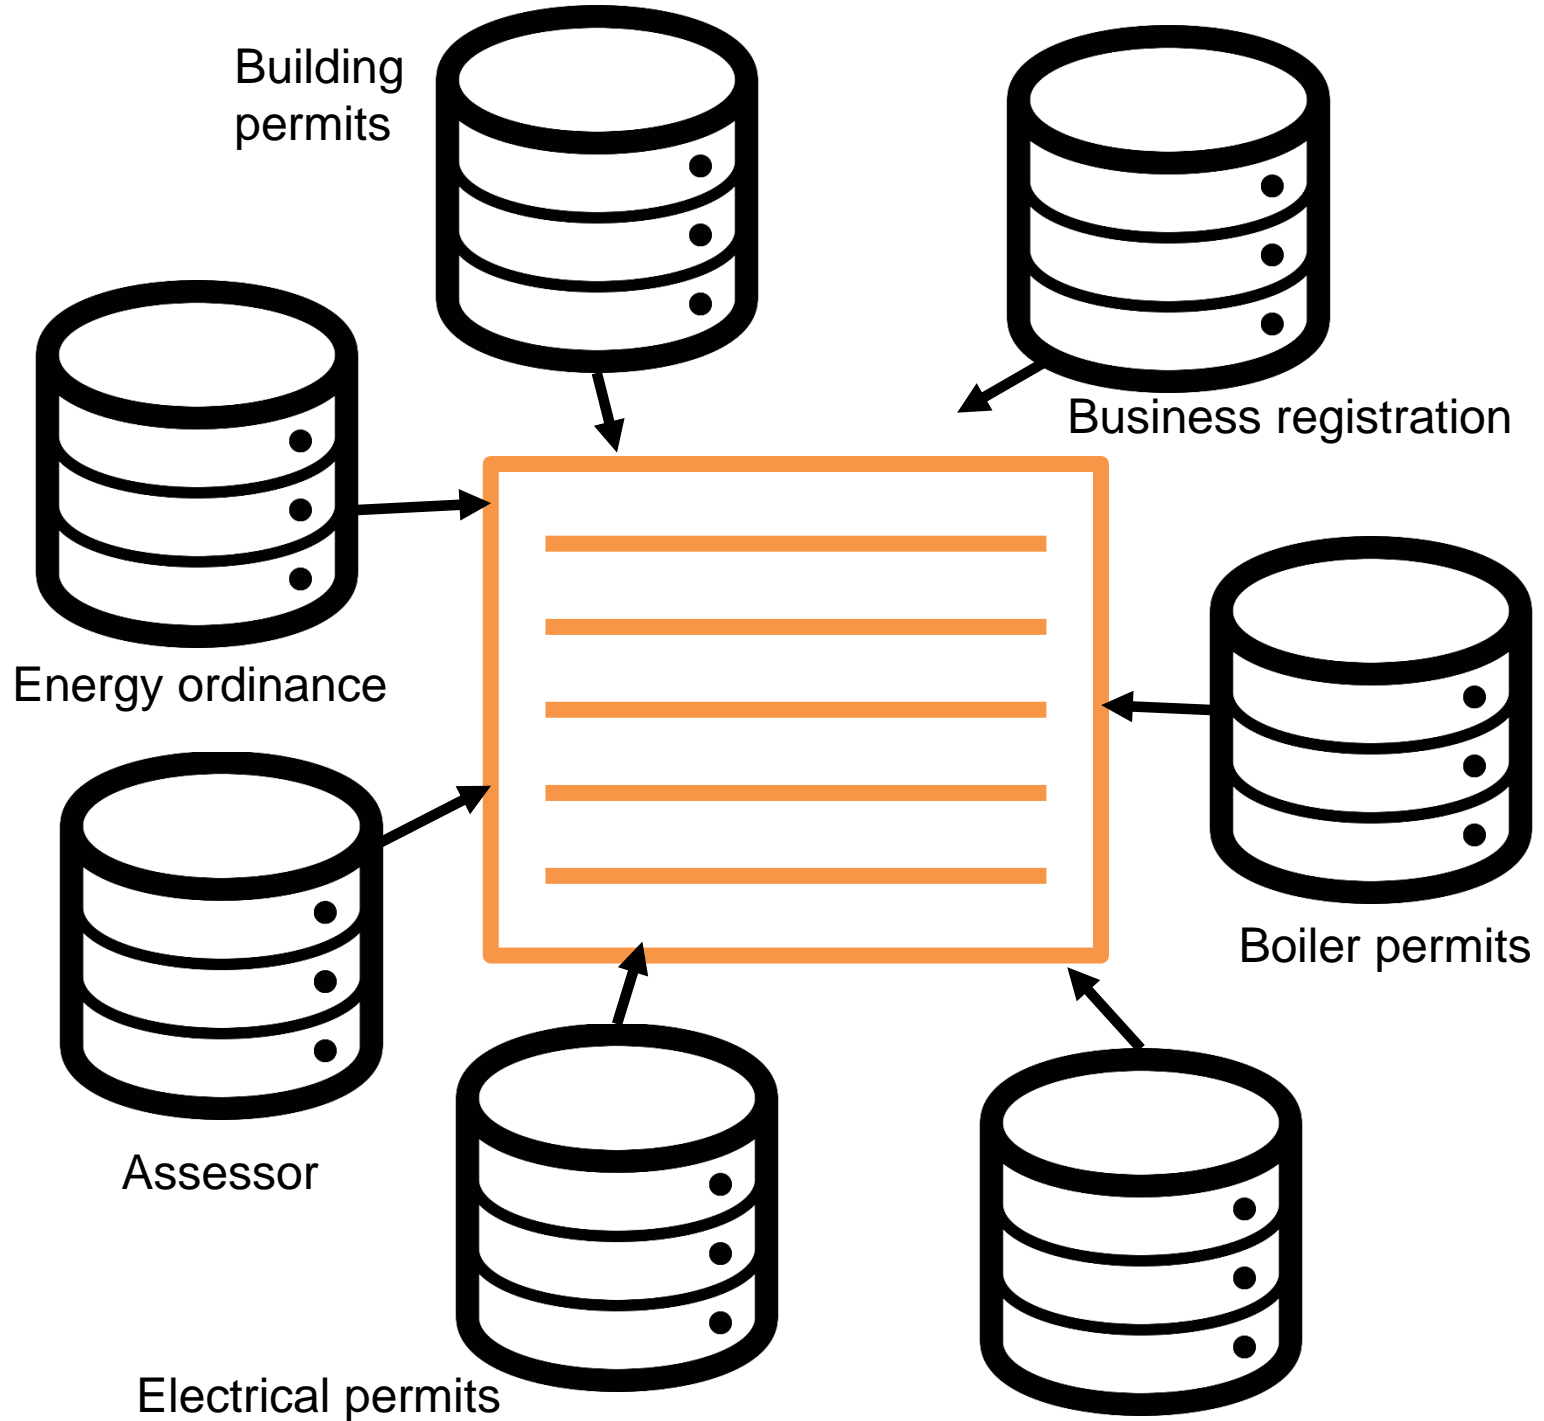 Building
permits
Business registration
Energy ordinance
Boiler permits
Assessor
Electrical permits